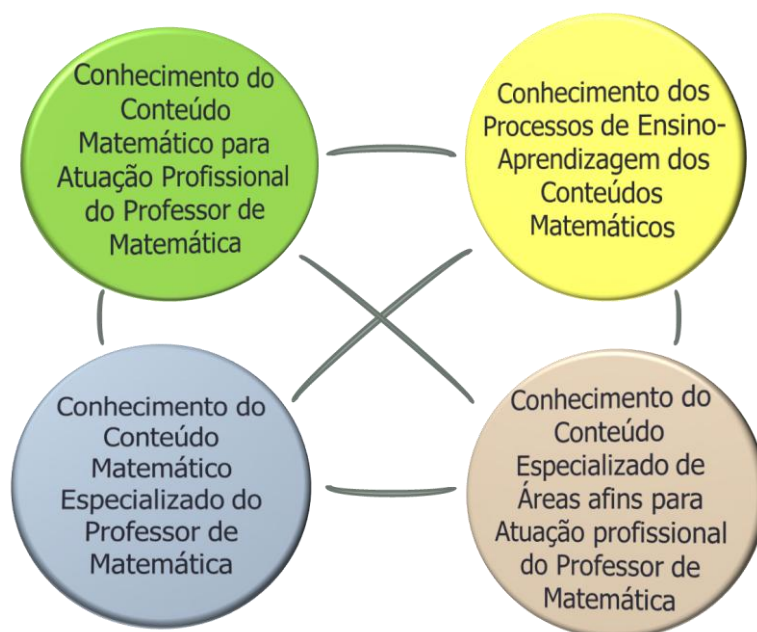 Conhecimento do
Conteúdo
Matemático para
Atuação Profissional
do Professor de
Matemática
Conhecimento dos
Processos de Ensino-
Aprendizagem dos
Conteúdos
Matemáticos
Conhecimento do
Conteúdo
Matemático
Especializado do
Professor de
Matemática
Conhecimento do
Conteúdo
Especializado de
Áreas afins para
Atuação profissional
do Professor de
Matemática